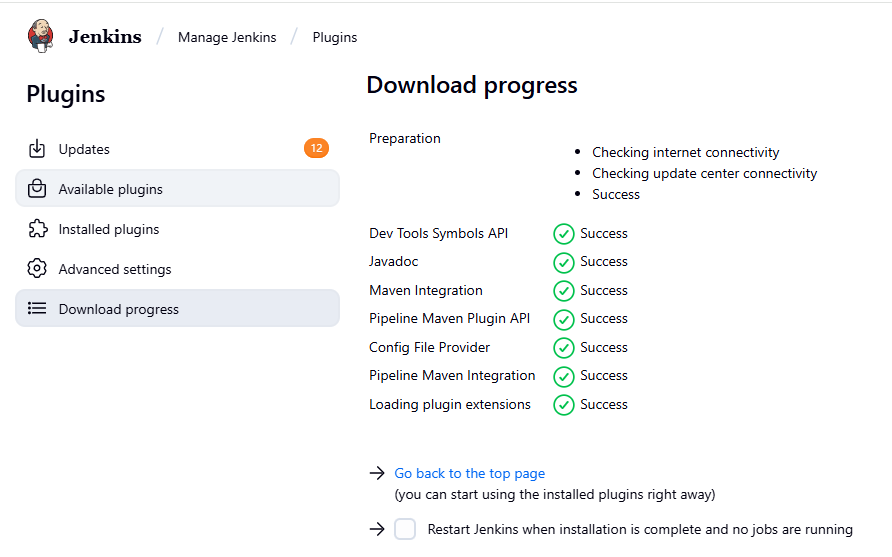 Jenkins / Manage Jenkins / Plugins
Plugins
Updates 12
Available plugins
Installed plugins
Advanced settings
Download progress
Download progress
Preparation
• Checking internet connectivity
• Checking update center connectivity
• Success
Dev Tools Symbols API Success
Javadoc Success
Maven Integration Success
Pipeline Maven Plugin API Success
Config File Provider Success
Pipeline Maven Integration Success
Loading plugin extensions Success
→ Go back to the top page
(you can start using the installed plugins right away)
→ Restart Jenkins when installation is complete and no jobs are running